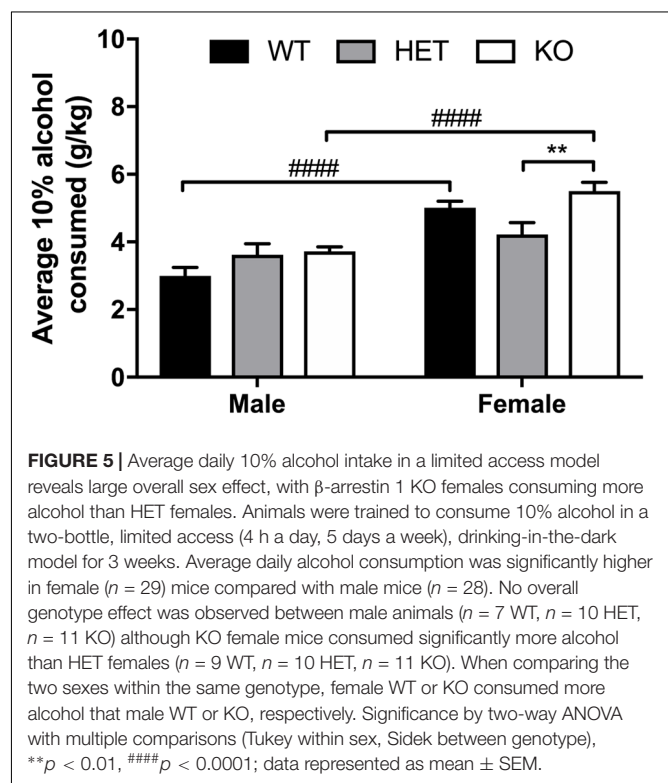 10
8
6
4
2
0
Average 10% alcohol
consumed (g/kg)
WT HET KO
####
####
**
Male Female
FIGURE 5 | Average daily 10% alcohol intake in a limited access model
reveals large overall sex effect, with β-arrestin 1 KO females consuming more
alcohol than HET females. Animals were trained to consume 10% alcohol in a
two-bottle, limited access (4 h a day, 5 days a week), drinking-in-the-dark
model for 3 weeks. Average daily alcohol consumption was significantly higher
in female (n = 29) mice compared with male mice (n = 28). No overall
genotype effect was observed between male animals (n = 7 WT, n = 10 HET,
n = 11 KO) although KO female mice consumed significantly more alcohol
than HET females (n = 9 WT, n = 10 HET, n = 11 KO). When comparing the
two sexes within the same genotype, female WT or KO consumed more
alcohol that male WT or KO, respectively. Significance by two-way ANOVA
with multiple comparisons (Tukey within sex, Sidek between genotype),
**p < 0.01, ####p < 0.0001; data represented as mean ± SEM.